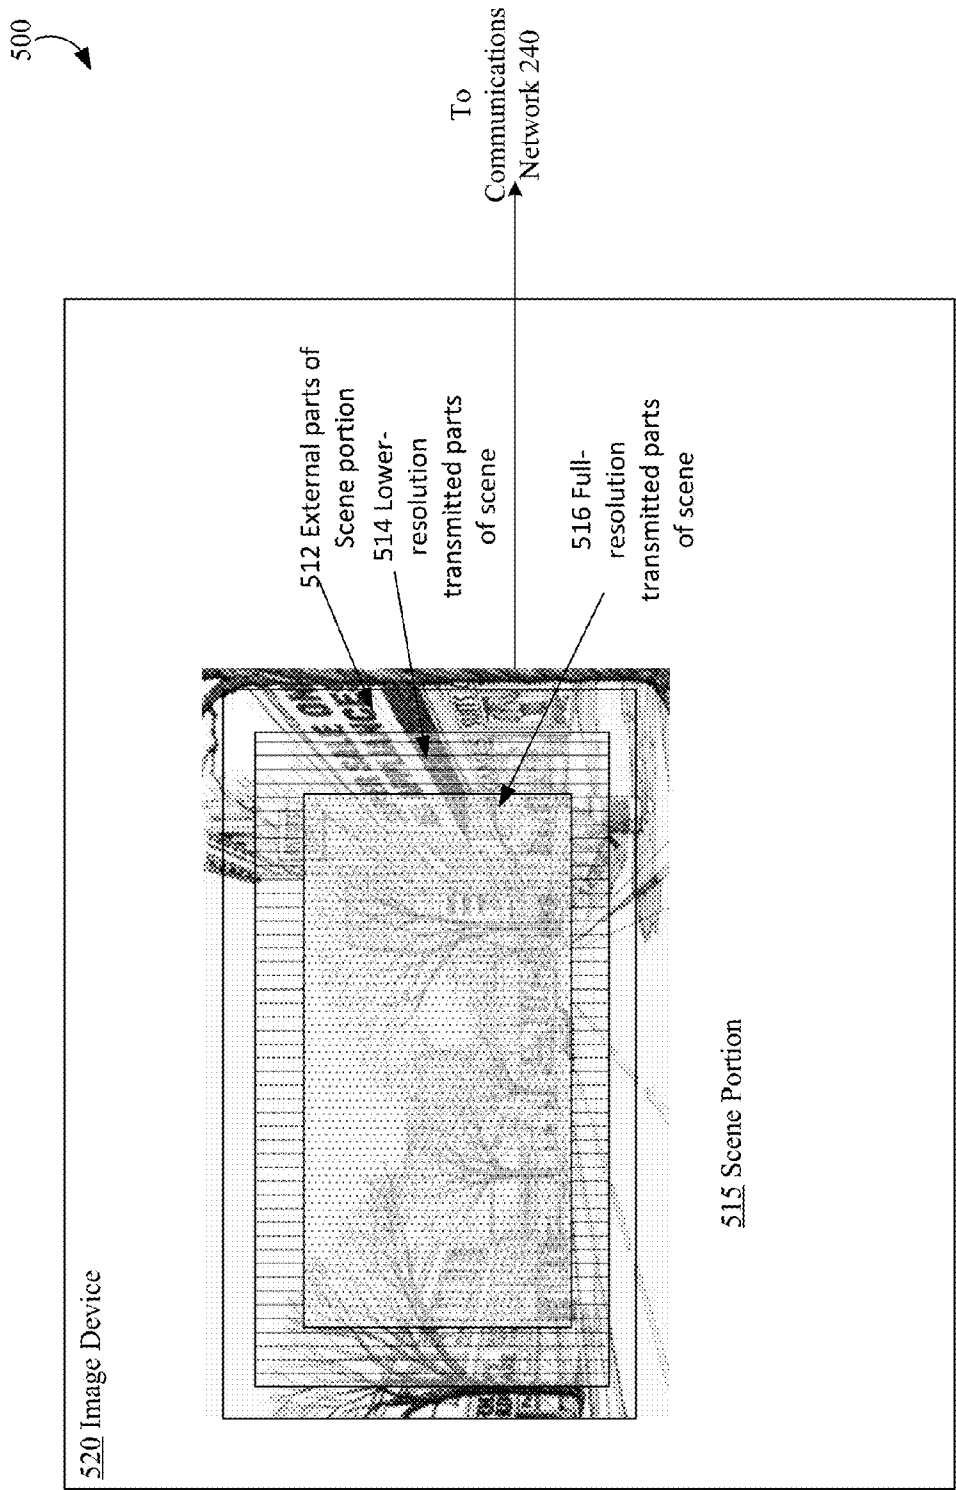 500
520 Image Device
512 External parts of
Scene portion
514 Lower-
resolution
transmitted parts
of scene
516 Full-
resolution
transmitted parts
of scene
To
Communications
Network 240
515 Scene Portion